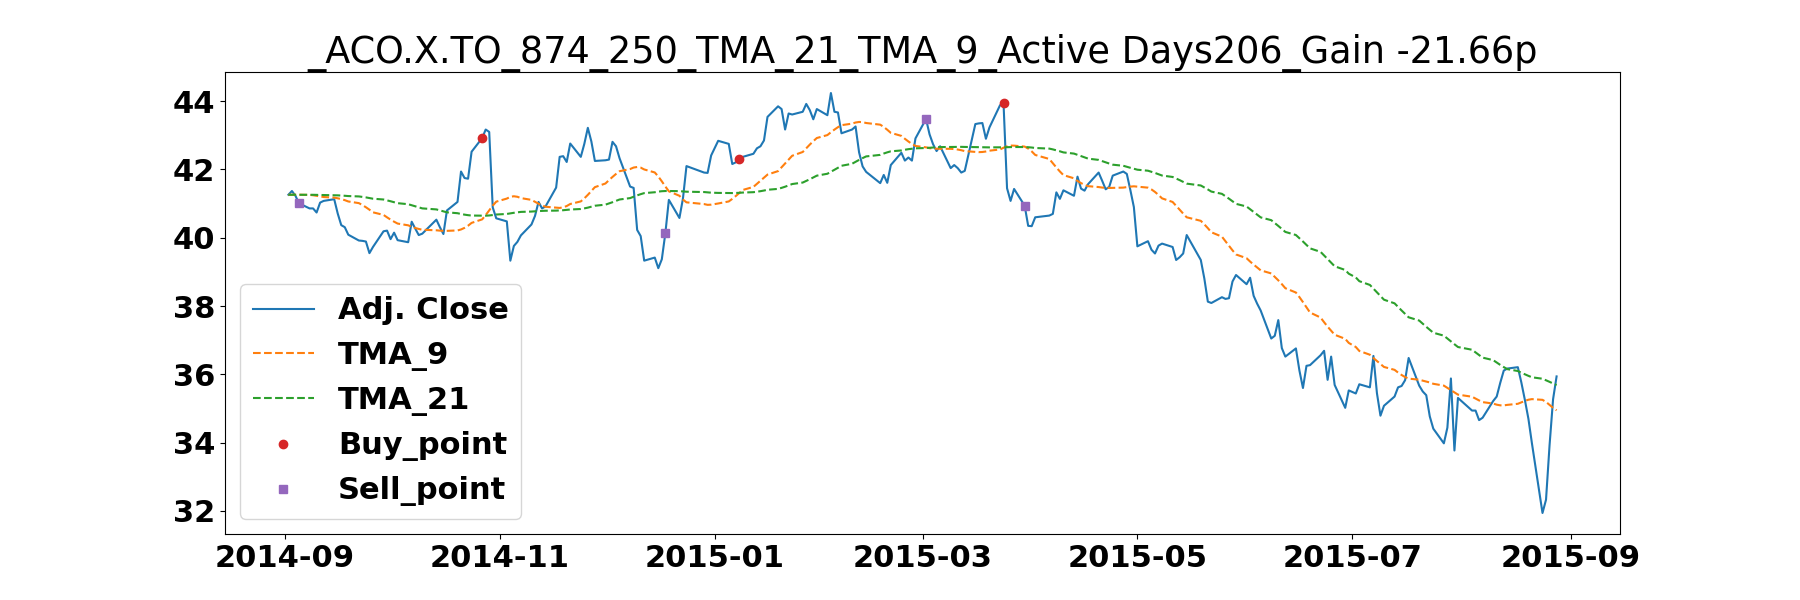 _ACO.X.TO_874_250_TMA_21_TMA_9_Active Days206_Gain -21.66p
44
42
40
38
36
34
32
Adj. Close
TMA_9
TMA_21
Buy_point
Sell_point
2014-09 2014-11 2015-01 2015-03 2015-05 2015-07 2015-09